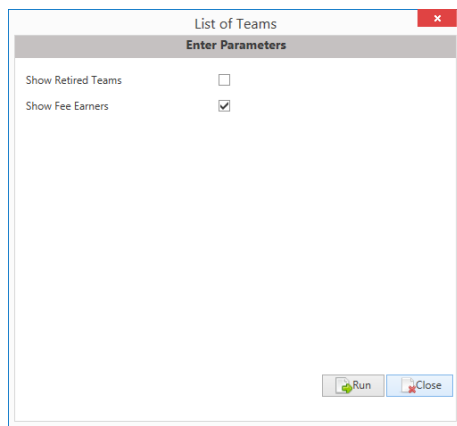 List of Teams
Enter Parameters
Show Retired Teams
Show Fee Earners
Run Close